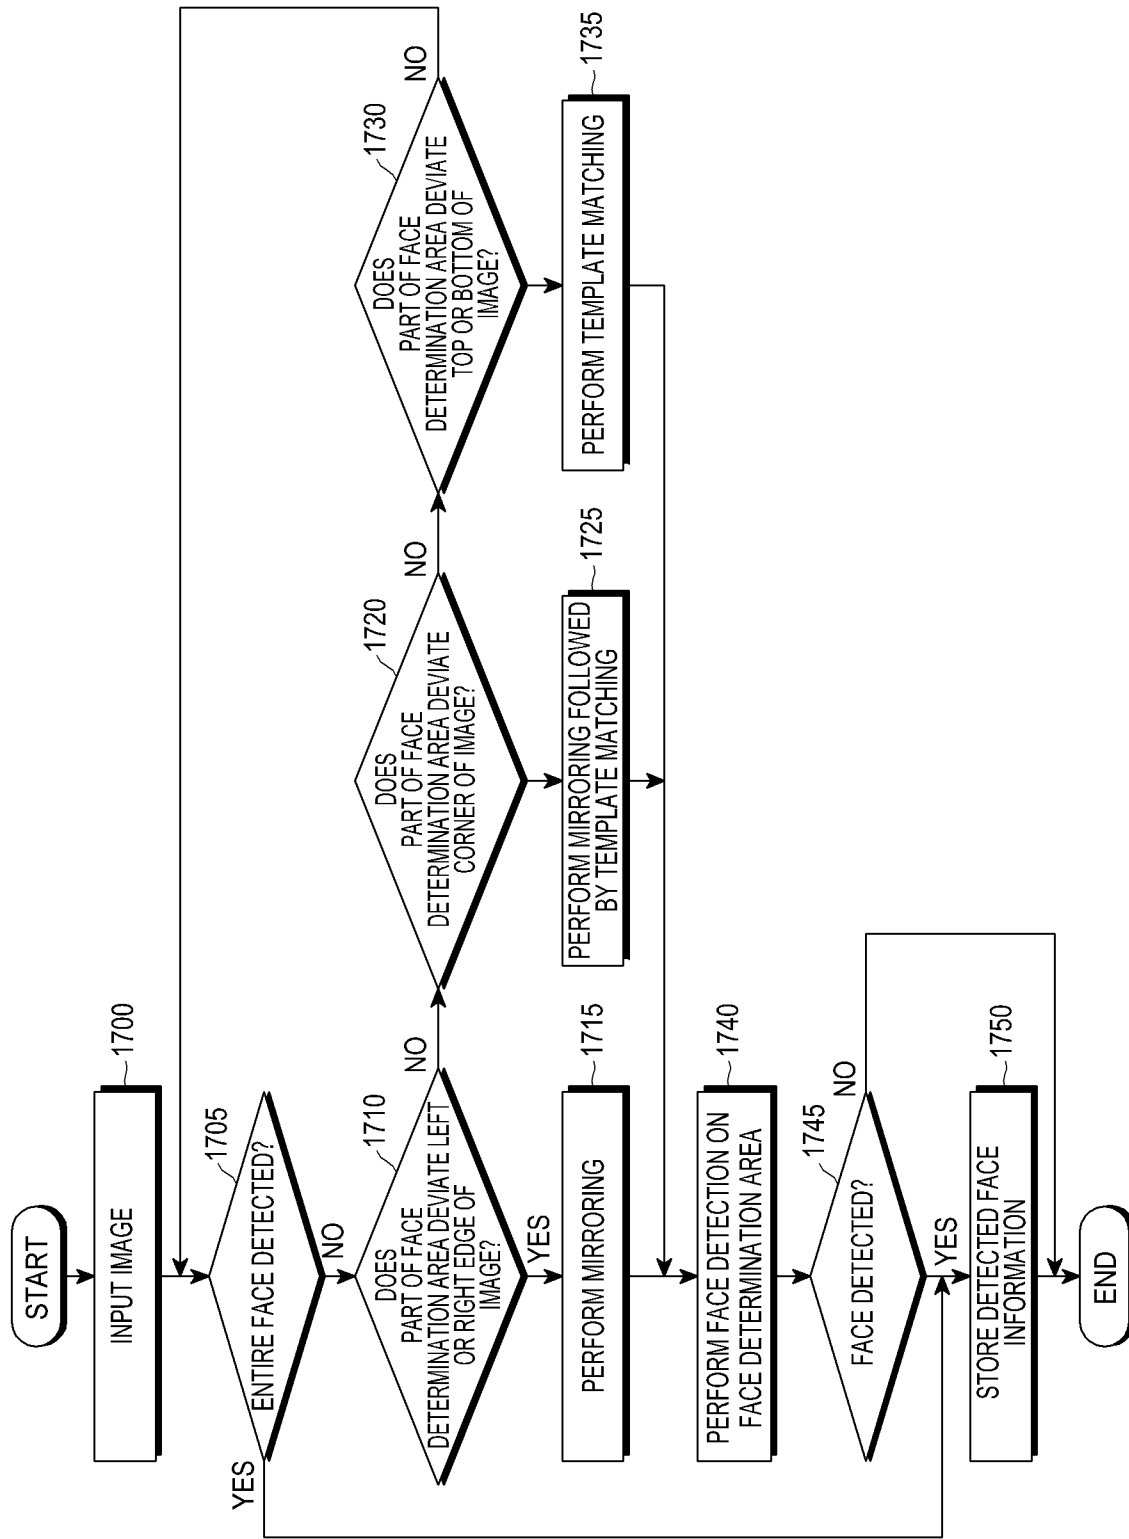 START
INPUT IMAGE
1700
ENTIRE FACE DETECTED?
1705
YES
NO
DOES
PART OF FACE
DETERMINATION AREA DEVIATE LEFT
OR RIGHT EDGE OF
IMAGE?
1710
NO
YES
PERFORM MIRRORING
1715
DOES
PART OF FACE
DETERMINATION AREA DEVIATE
CORNER OF IMAGE?
1720
NO
PERFORM MIRRORING FOLLOWED
BY TEMPLATE MATCHING
1725
DOES
PART OF FACE
DETERMINATION AREA DEVIATE
TOP OR BOTTOM OF
IMAGE?
1730
NO
PERFORM TEMPLATE MATCHING
1735
PERFORM FACE DETECTION ON
FACE DETERMINATION AREA
1740
FACE DETECTED?
1745
NO
YES
STORE DETECTED FACE
INFORMATION
1750
END